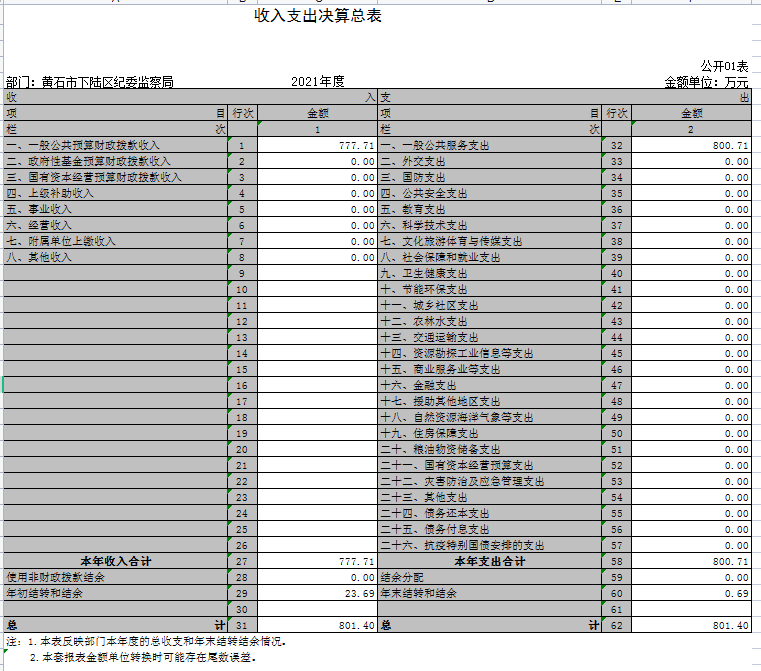 收入支出决算总表
公开01表
部门：黄石市下陆区纪委监察局 2021年度 金额单位：万元
收 入 支 出
项 目 行次 金额 项 目 行次 金额
栏 次 1 栏 次 2
一、一般公共预算财政拨款收入 1 777.71 一、一般公共服务支出 32 800.71
二、政府性基金预算财政拨款收入 2 0.00 二、外交支出 33 0.00
三、国有资本经营预算财政拨款收入 3 0.00 三、国防支出 34 0.00
四、上级补助收入 4 0.00 四、公共安全支出 35 0.00
五、事业收入 5 0.00 五、教育支出 36 0.00
六、经营收入 6 0.00 六、科学技术支出 37 0.00
七、附属单位上缴收入 7 0.00 七、文化旅游体育与传媒支出 38 0.00
八、其他收入 8 0.00 八、社会保障和就业支出 39 0.00
9 九、卫生健康支出 40 0.00
10 十、节能环保支出 41 0.00
11 十一、城乡社区支出 42 0.00
12 十二、农林水支出 43 0.00
13 十三、交通运输支出 44 0.00
14 十四、资源勘探工业信息等支出 45 0.00
15 十五、商业服务业等支出 46 0.00
16 十六、金融支出 47 0.00
17 十七、援助其他地区支出 48 0.00
18 十八、自然资源海洋气象等支出 49 0.00
19 十九、住房保障支出 50 0.00
20 二十、粮油物资储备支出 51 0.00
21 二十一、国有资本经营预算支出 52 0.00
22 二十二、灾害防治及应急管理支出 53 0.00
23 二十三、其他支出 54 0.00
24 二十四、债务还本支出 55 0.00
25 二十五、债务付息支出 56 0.00
26 二十六、抗疫特别国债安排的支出 57 0.00
本年收入合计 27 777.71 本年支出合计 58 800.71
使用非财政拨款结余 28 0.00 结余分配 59 0.00
年初结转和结余 29 23.69 年末结转和结余 60 0.69
30 61
总 计 31 801.40 总 计 62 801.40
注：1.本表反映部门本年度的总收支和年末结转结余情况。
2.本套报表金额单位转换时可能存在尾数误差。